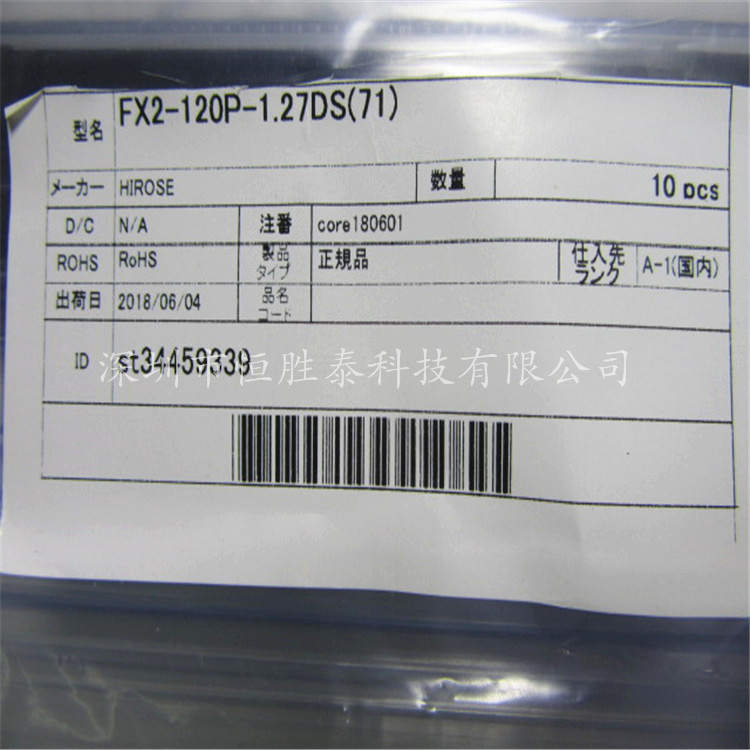 型名 FX2-120P-1.27DS(71)
メーカー HIROSE 数量 10 pcs
D/C N/A 注番 core180601
ROHS RoHS 製品タイプ 正規品 仕入先ランク A-1(国内)
出荷日 2018/06/04 品名コード
ID st34459339
深圳市恒胜泰科技有限公司